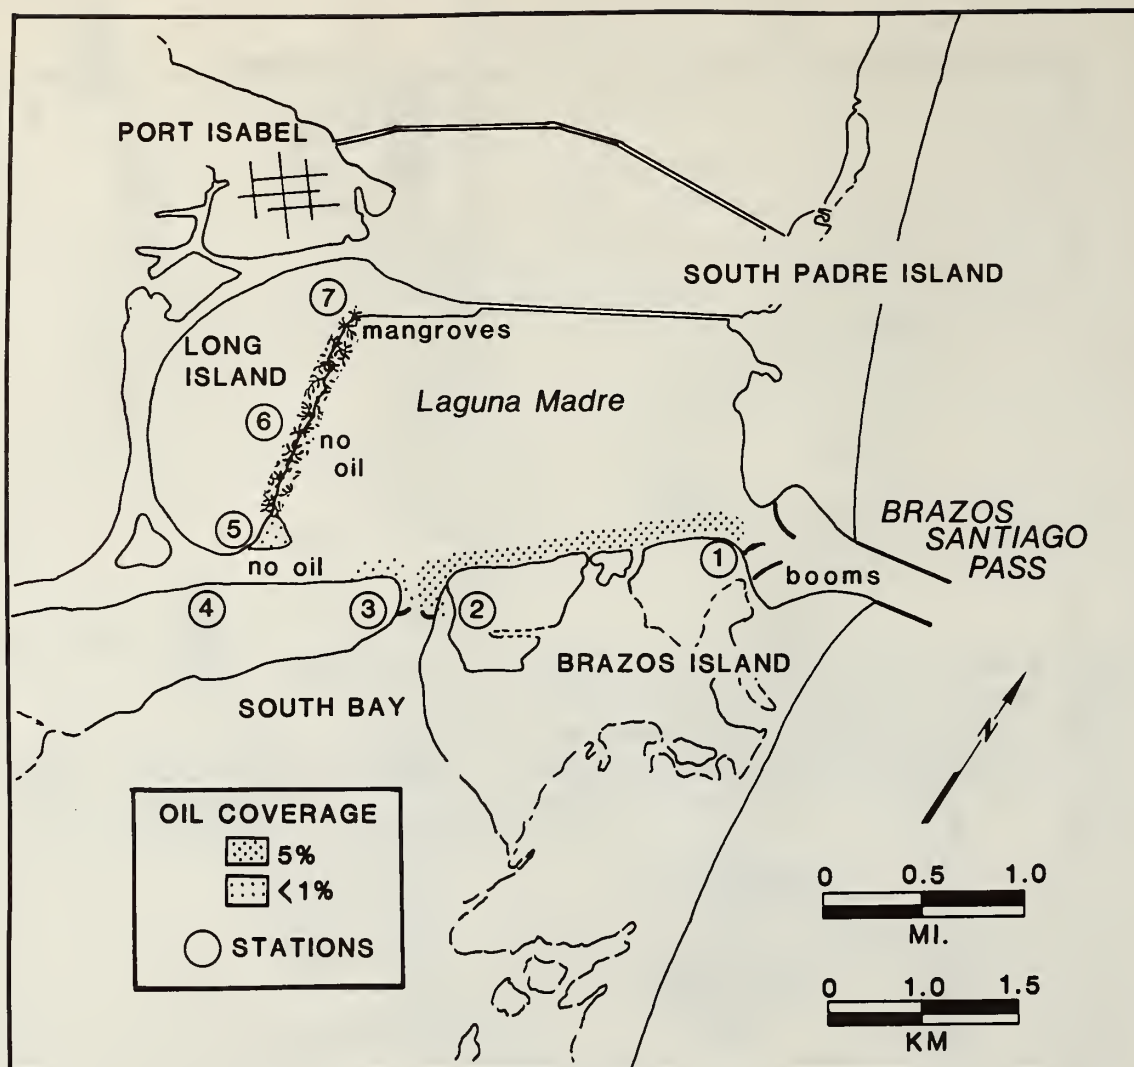 PORT ISABEL
SOUTH PADRE ISLAND
7
mangroves
LONG
ISLAND
Laguna Madre
6
no
oil
5
no oil
BRAZOS
SANTIAGO
PASS
1
booms
4
3
2
BRAZOS ISLAND
SOUTH BAY
N
OIL COVERAGE
5%
<1%
STATIONS
0 0.5 1.0
MI.
0 1.0 1.5
KM